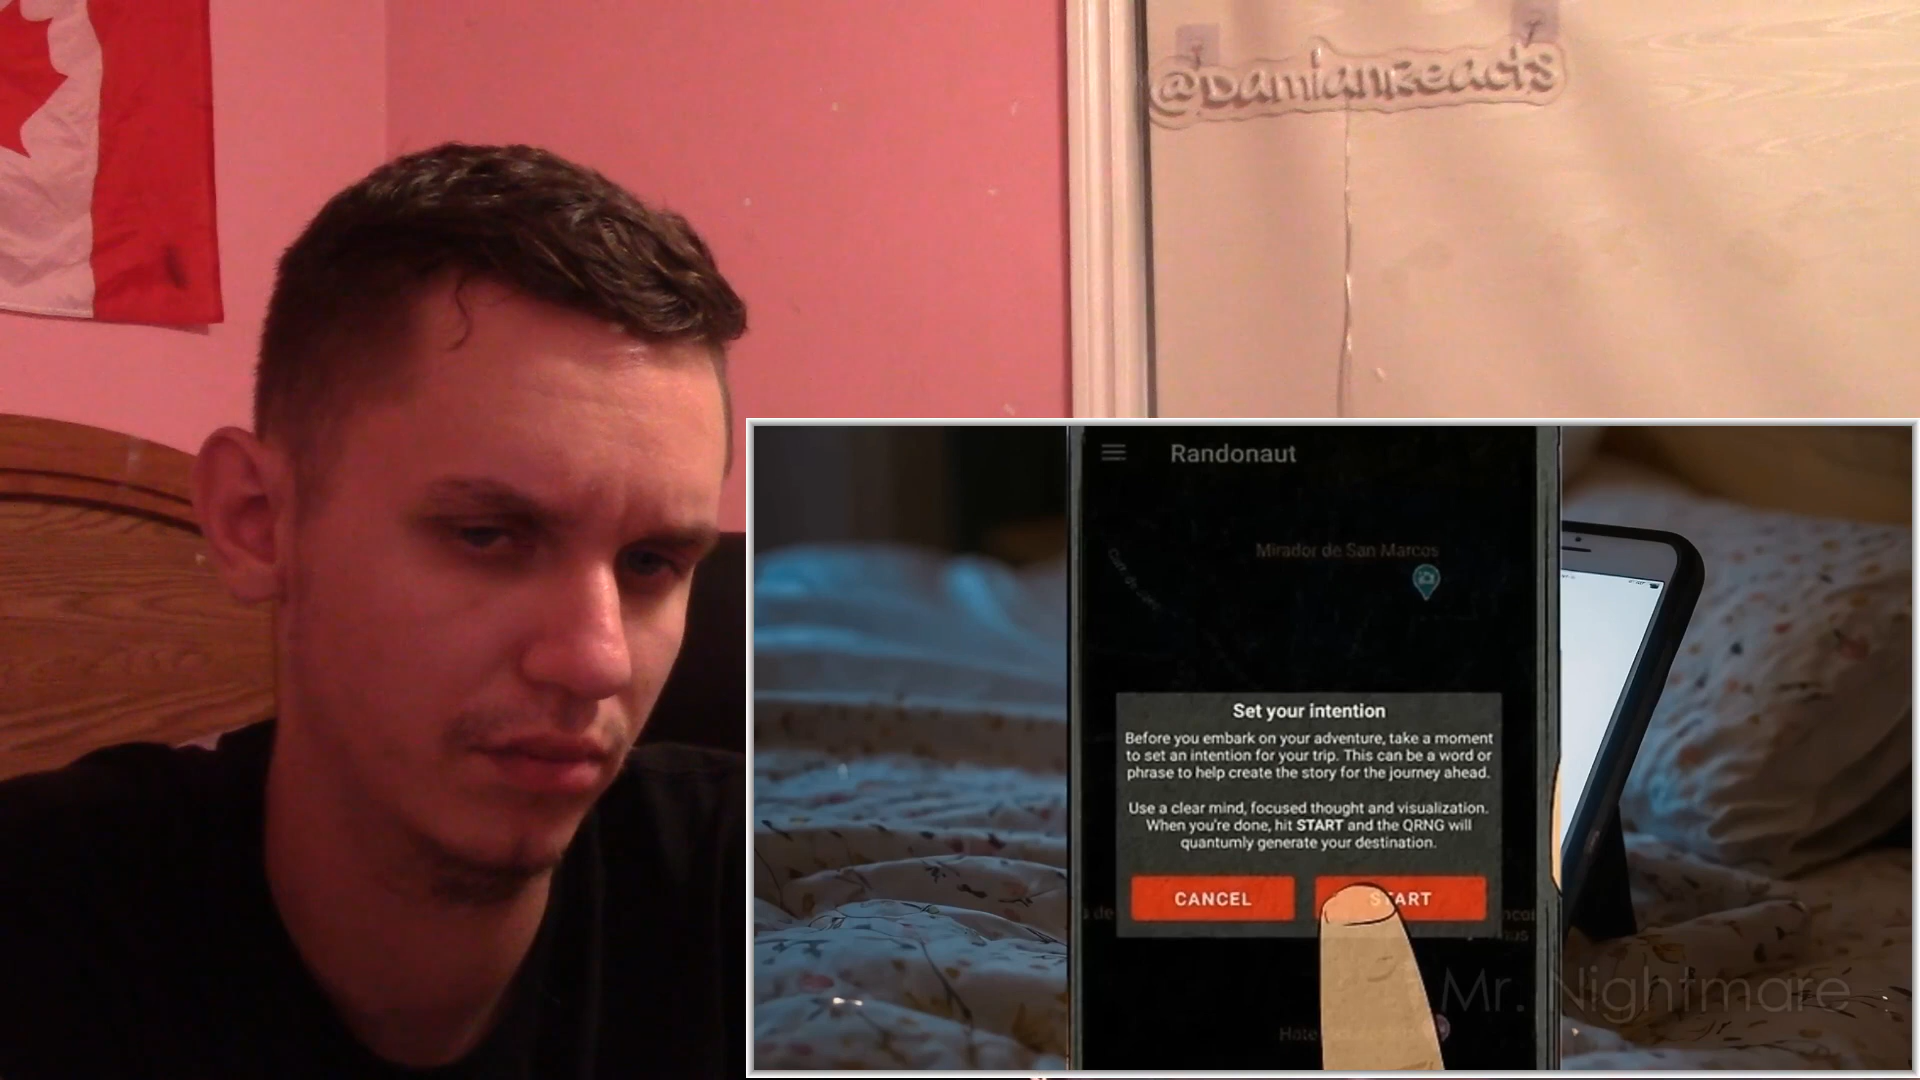 @DamianReacts
Randonaut
Mirador de San Marcos
Set your intention
Before you embark on your adventure, take a moment
to set an intention for your trip. This can be a word or
phrase to help create the story for the journey ahead.
Use a clear mind, focused thought and visualization.
When you're done, hit START and the QRNG will
quantumly generate your destination.
CANCEL
START
Mr. Nightmare